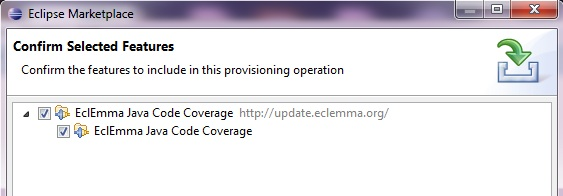 Eclipse Marketplace
Confirm Selected Features
Confirm the features to include in this provisioning operation
EclEmma Java Code Coverage http://update.eclemma.org/
EclEmma Java Code Coverage